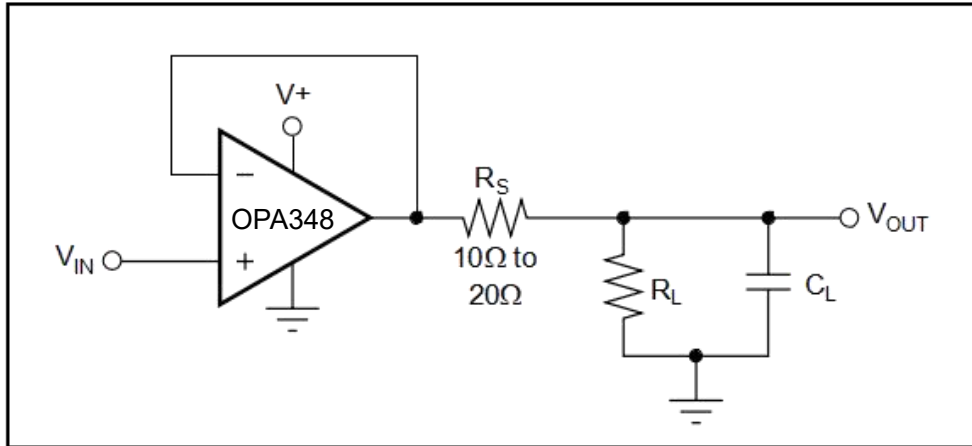 V+
−
OPA348
+
V_IN
R_S
10Ω to
20Ω
R_L
C_L
V_OUT